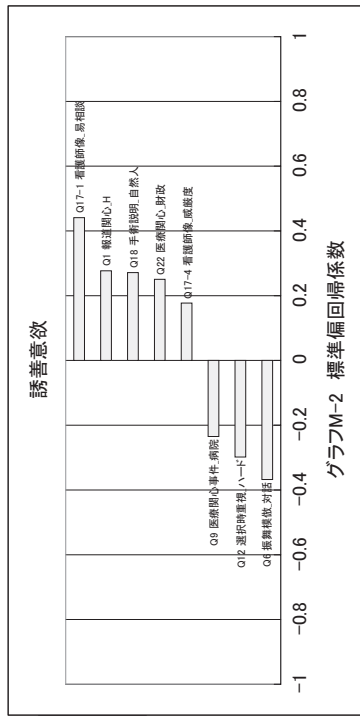 誘善意欲
Q17-1 看護師像_易相談
Q1 報道関心_H
Q18 手術説明_自然人
Q22 医療関心_財政
Q17-4 看護師像_威厳度
Q9 医療関心事件_病院
Q12 選択時重視_ハード
Q6 振舞模倣_対話
-1 -0.8 -0.6 -0.4 -0.2 0 0.2 0.4 0.6 0.8 1
グラフM-2 標準偏回帰係数